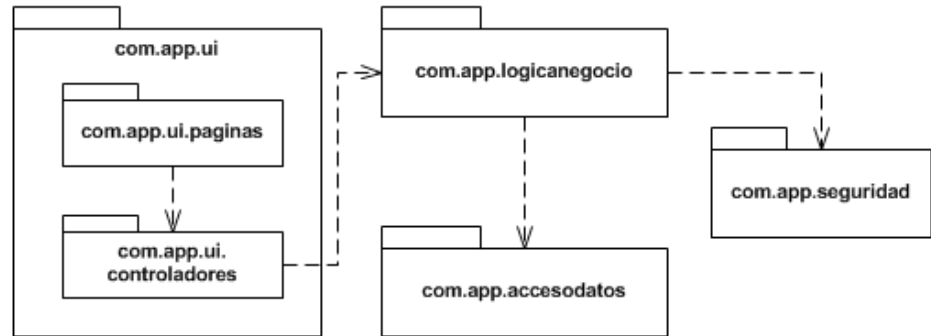 com.app.ui
com.app.ui.paginas
com.app.ui.
controladores
com.app.logicanegocio
com.app.accesodatos
com.app.seguridad